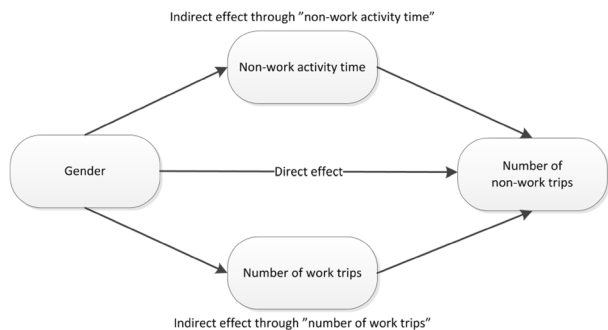 Indirect effect through ”non-work activity time”
Non-work activity time
Gender
Direct effect
Number of
non-work trips
Number of work trips
Indirect effect through ”number of work trips”